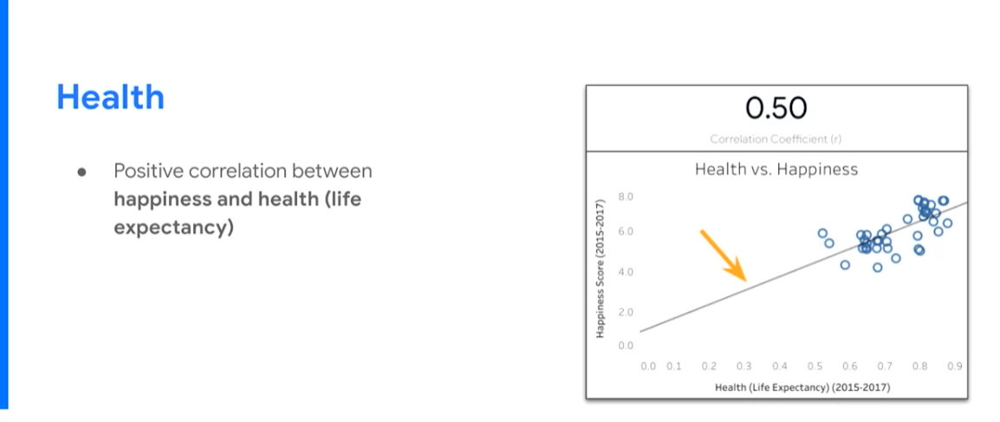 Health
● Positive correlation between
happiness and health (life
expectancy)
0.50
Correlation Coefficient (r)
Health vs. Happiness
Happiness Score (2015-2017)
8.0
6.0
4.0
2.0
0.0
0.0 0.1 0.2 0.3 0.4 0.5 0.6 0.7 0.8 0.9
Health (Life Expectancy) (2015-2017)